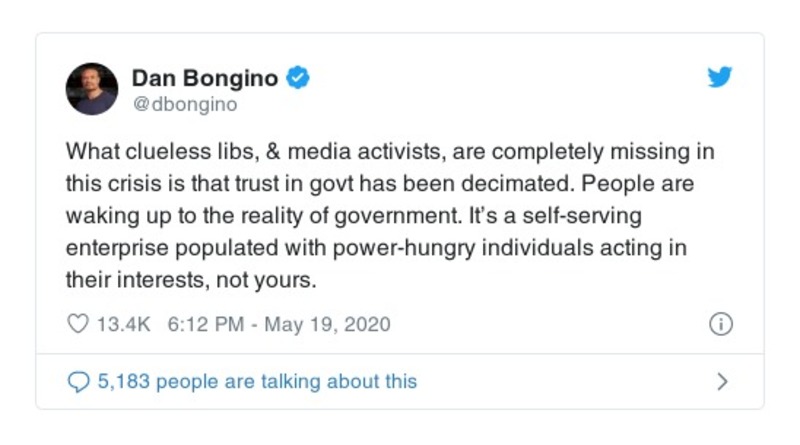 Dan Bongino
@dbongino
What clueless libs, & media activists, are completely missing in
this crisis is that trust in govt has been decimated. People are
waking up to the reality of government. It’s a self-serving
enterprise populated with power-hungry individuals acting in
their interests, not yours.
13.4K 6:12 PM - May 19, 2020
5,183 people are talking about this